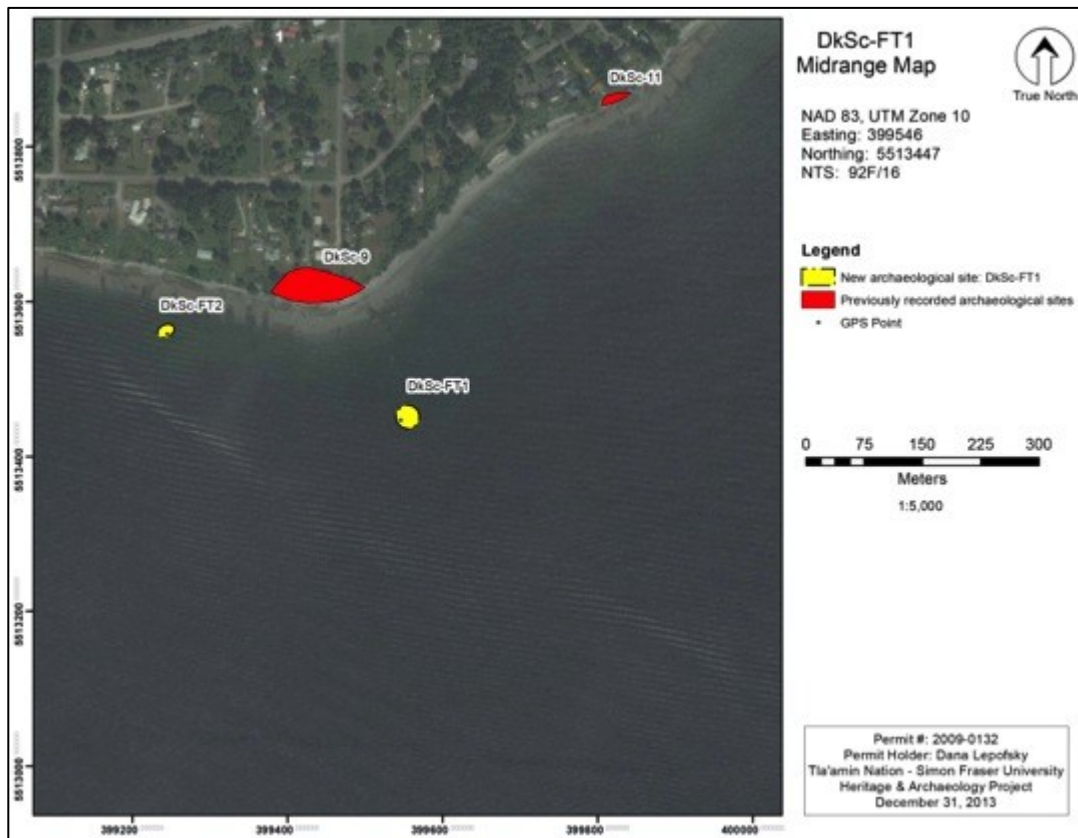 DkSc-FT1
Midrange Map
True North
NAD 83, UTM Zone 10
Easting: 399546
Northing: 5513447
NTS: 92F/16
Legend
New archaeological site: DkSc-FT1
Previously recorded archaeological sites
GPS Point
0 75 150 225 300
Meters
1:5,000
Permit #: 2009-0132
Permit Holder: Dana Lepofsky
Tla'amin Nation - Simon Fraser University
Heritage & Archaeology Project
December 31, 2013
DkSc-11
DkSc-9
DkSc-FT2
DkSc-FT1
5513800
5513600
5513400
5513200
5513000
399200
399400
399600
399800
400000